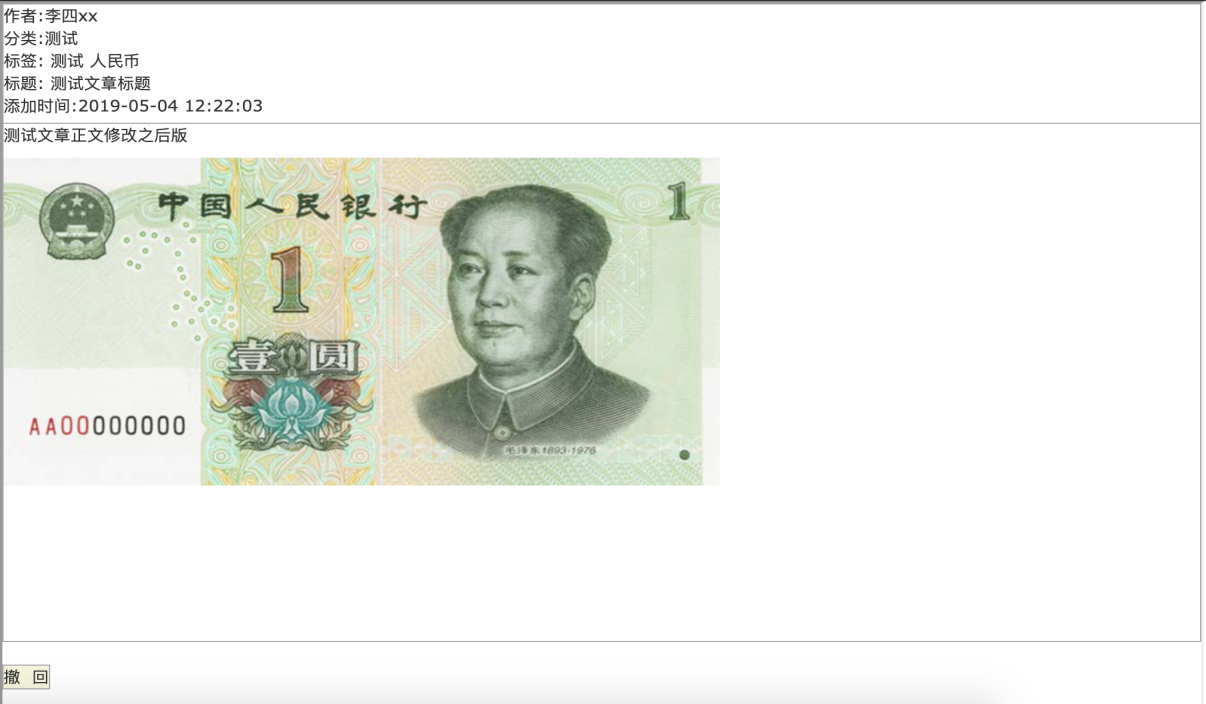 作者:李四xx
分类:测试
标签: 测试 人民币
标题: 测试文章标题
添加时间:2019-05-04 12:22:03
测试文章正文修改之后版
中国人民银行
1
1
壹圆
AA00000000
毛泽东1893-1976
撤 回